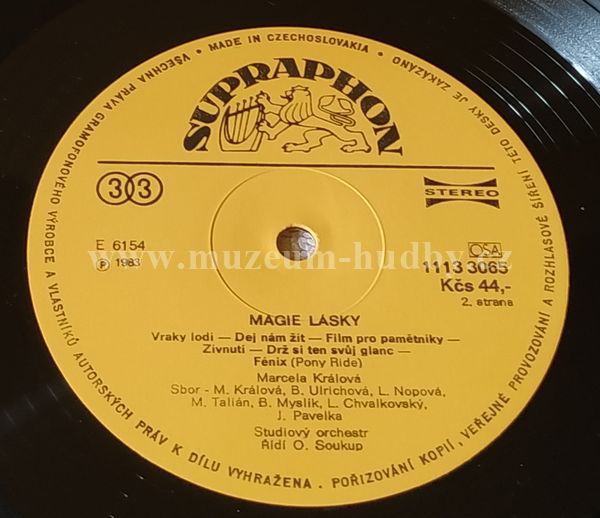 VŠECHNA PRÁVA GRAMOFONOVÉHO VÝROBCE A VLASTNÍKŮ AUTORSKÝCH PRÁV K DÍLU VYHRAŽENA . POŘIZOVÁNÍ KOPIÍ, VEŘEJNÉ PROVOZOVÁNÍ A ROZHLASOVÉ ŠÍŘENÍ TÉTO DESKY JE ZAKÁZÁNO •
MADE IN CZECHOSLOVAKIA •
SUPRAPHON
33
STEREO
E 6154
℗ 1983
www.muzeum-hudby.cz
OSA
1113 3065
Kčs 44,-
2. strana
MAGIE LÁSKY
Vraky lodí — Dej nám žít — Film pro pamětníky —
Zívnutí — Drž si ten svůj glanc —
Fénix (Pony Ride)
Marcela Králová
Sbor - M. Králová, B. Ulrichová, L. Nopová,
M. Talián, B. Myslík, L. Chvalkovský,
J. Pavelka
Studiový orchestr
Řídí O. Soukup